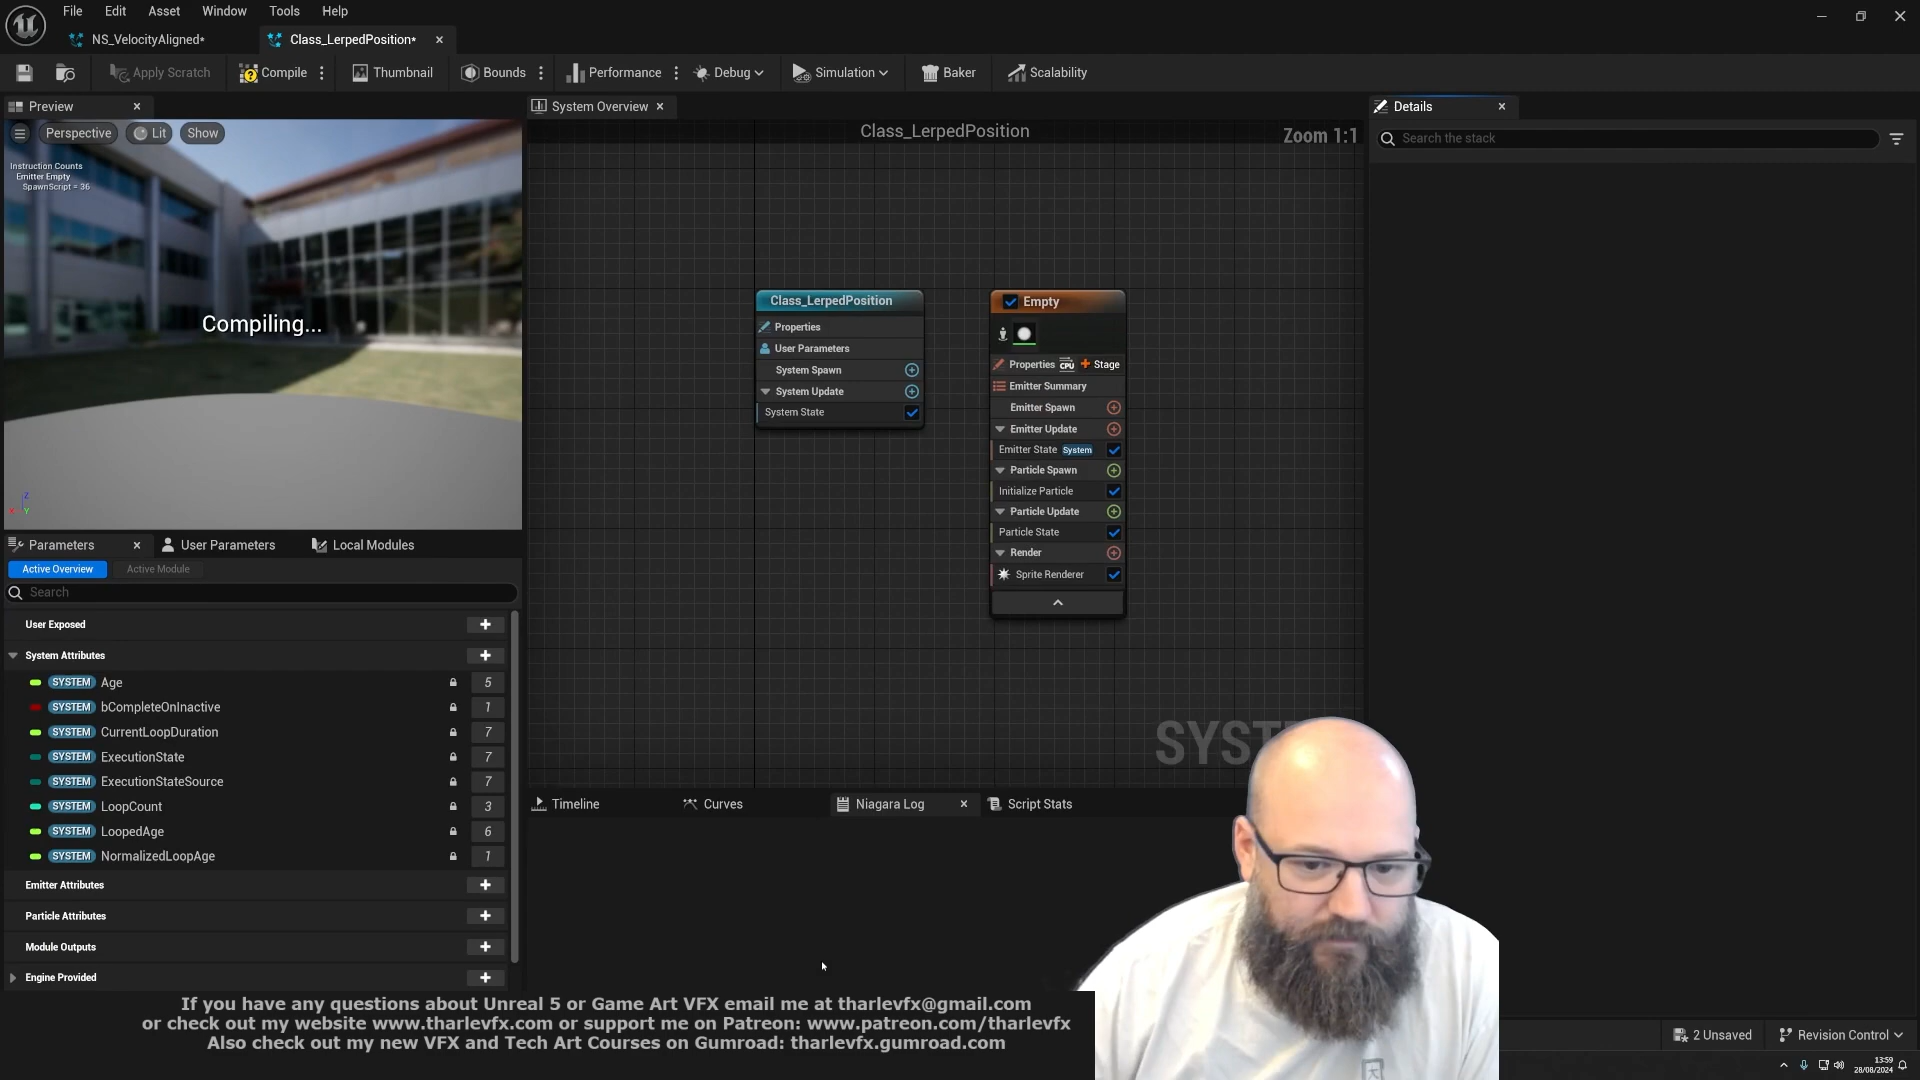 File Edit Asset Window Tools Help
NS_VelocityAligned*
Class_LerpedPosition*
Apply Scratch
Compile
Thumbnail
Bounds
Performance
Debug
Simulation
Baker
Scalability
Preview
System Overview
Details
Perspective
Lit
Show
Class_LerpedPosition
Zoom 1:1
Search the stack
Instruction Counts
Emitter Empty
SpawnScript = 36
Compiling...
Class_LerpedPosition
Properties
User Parameters
System Spawn
System Update
System State
Empty
Properties CPU Stage
Emitter Summary
Emitter Spawn
Emitter Update
Emitter State System
Particle Spawn
Initialize Particle
Particle Update
Particle State
Render
Sprite Renderer
Z
X Y
Parameters
User Parameters
Local Modules
Active Overview
Active Module
Search
User Exposed
System Attributes
SYSTEM Age 5
SYSTEM bCompleteOnInactive 1
SYSTEM CurrentLoopDuration 7
SYSTEM ExecutionState 7
SYSTEM ExecutionStateSource 7
SYSTEM LoopCount 3
SYSTEM LoopedAge 6
SYSTEM NormalizedLoopAge 1
Emitter Attributes
Particle Attributes
Module Outputs
Engine Provided
SYST
Timeline
Curves
Niagara Log
Script Stats
If you have any questions about Unreal 5 or Game Art VFX email me at tharlevfx@gmail.com
or check out my website www.tharlevfx.com or support me on Patreon: www.patreon.com/tharlevfx
Also check out my new VFX and Tech Art Courses on Gumroad: tharlevfx.gumroad.com
2 Unsaved
Revision Control
13:59
28/08/2024